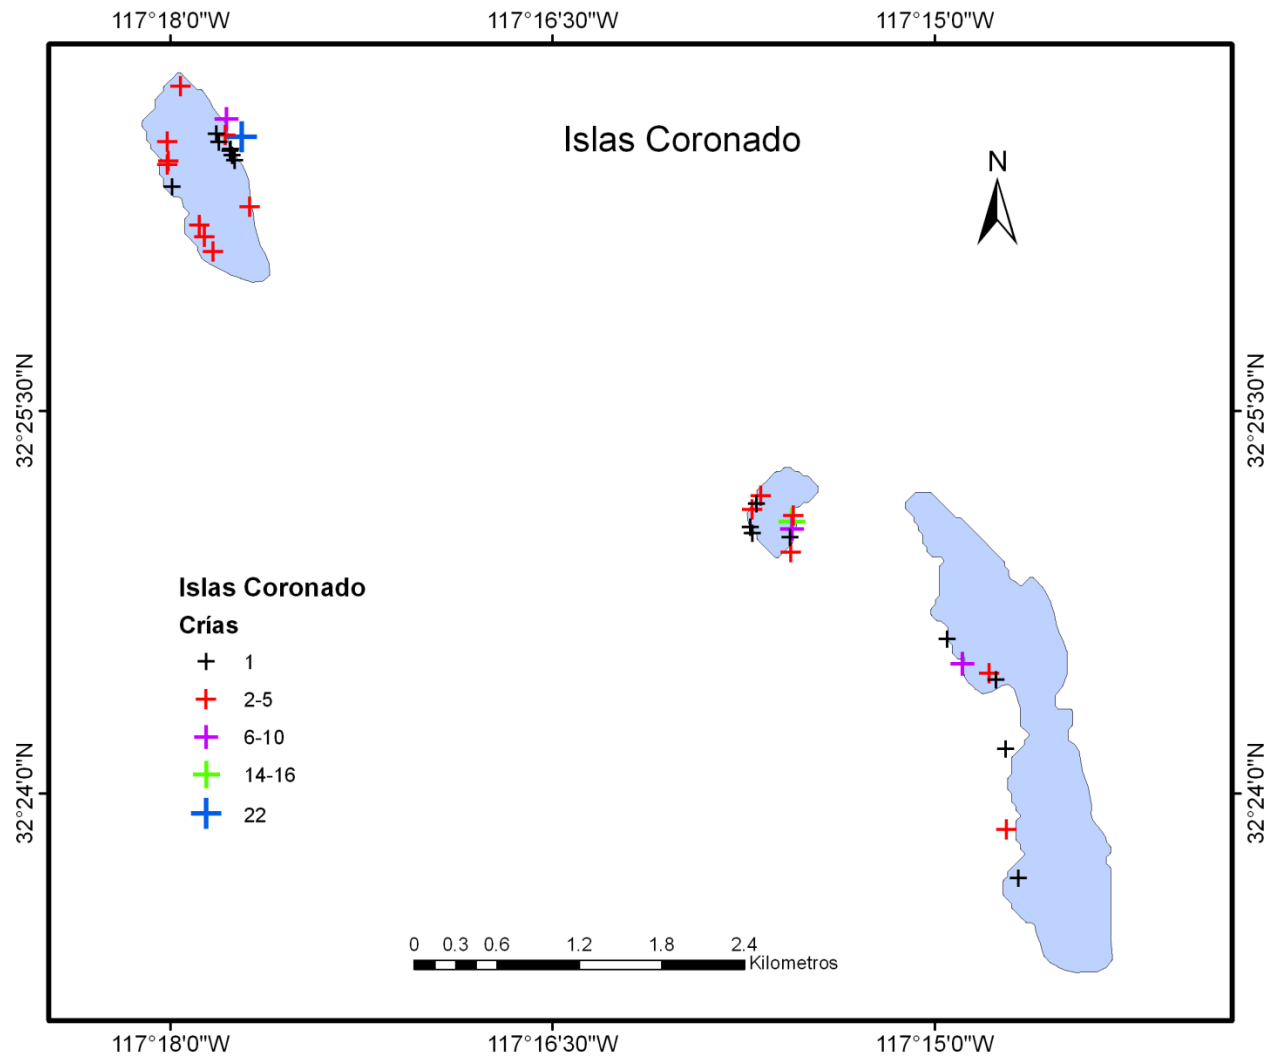 117°18'0"W 117°16'30"W 117°15'0"W
Islas Coronado
N
32°25'30"N 32°25'30"N
Islas Coronado
Crías
1
2-5
6-10
14-16
22
32°24'0"N 32°24'0"N
0 0.3 0.6 1.2 1.8 2.4
Kilometros
117°18'0"W 117°16'30"W 117°15'0"W